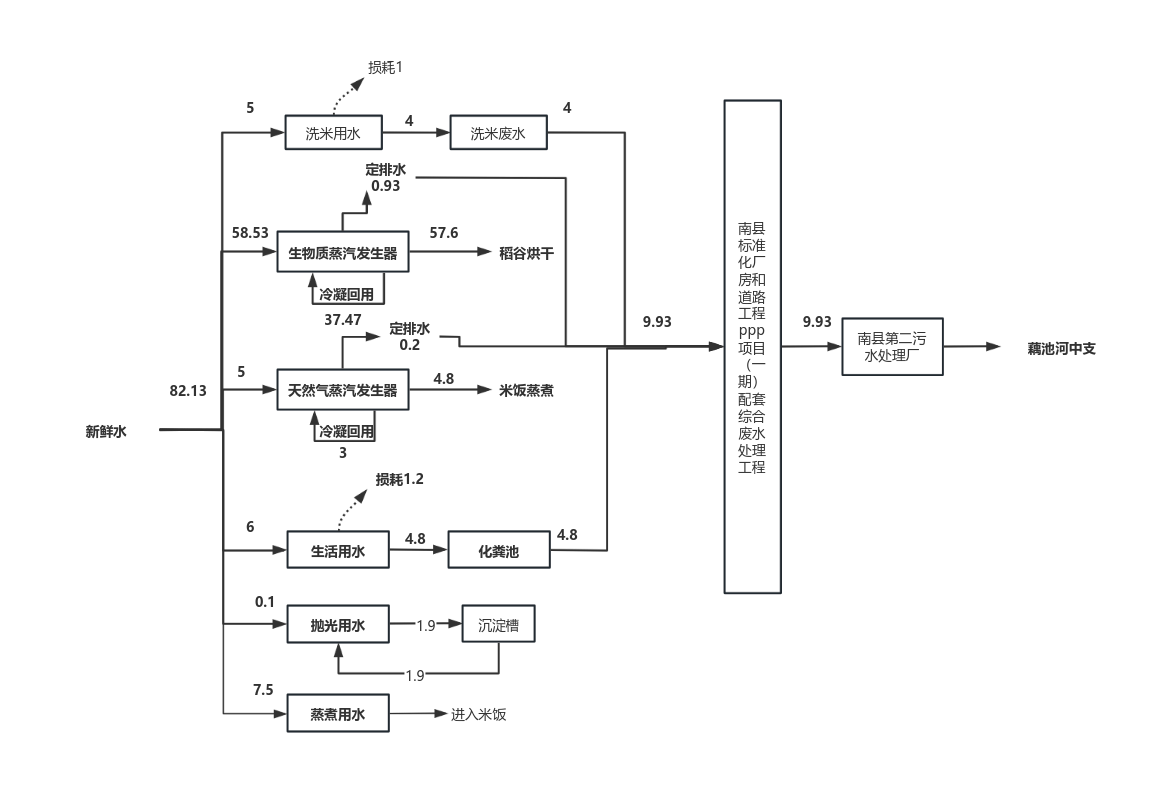 损耗1
5
洗米用水
4
洗米废水
4
定排水
0.93
58.53
生物质蒸汽发生器
57.6
稻谷烘干
冷凝回用
37.47
定排水
0.2
5
天然气蒸汽发生器
4.8
米饭蒸煮
冷凝回用
3
82.13
新鲜水
损耗1.2
6
生活用水
4.8
化粪池
4.8
0.1
抛光用水
1.9
沉淀槽
1.9
7.5
蒸煮用水
进入米饭
9.93
南县
标准
化厂
房和
道路
工程
ppp
项目
（一
期）
配套
综合
废水
处理
工程
9.93
南县第二污
水处理厂
藕池河中支